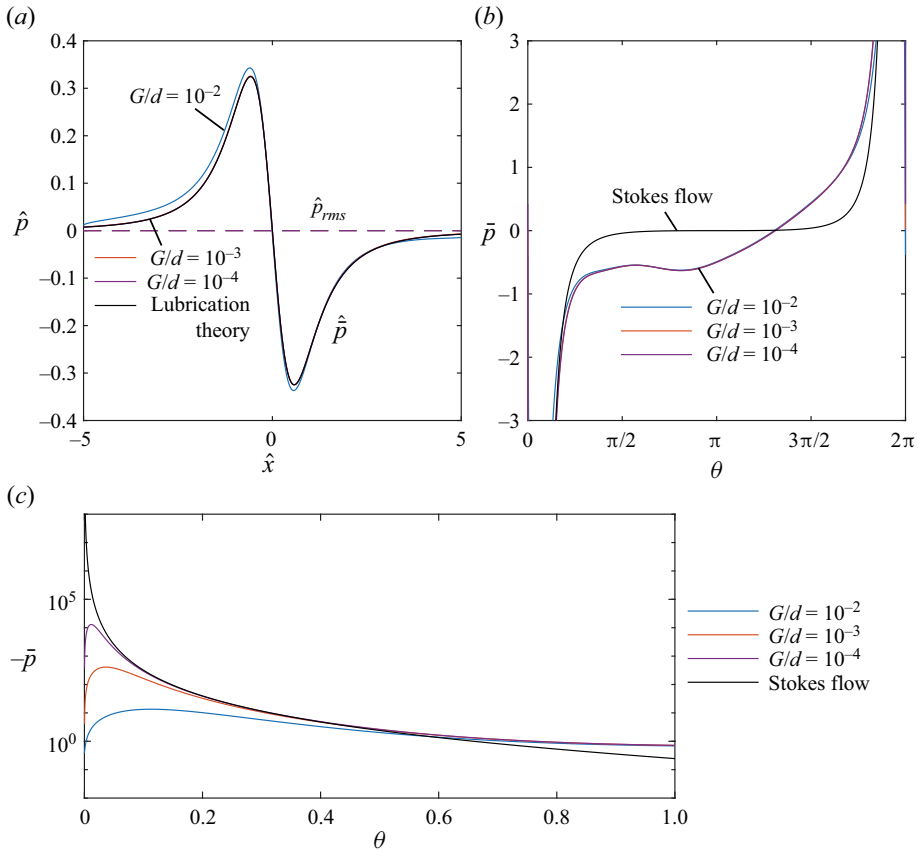 (a)
0.4
0.3
0.2
0.1
0
–0.1
–0.2
–0.3
–0.4
p̂
G/d = 10⁻²
p̂rms
G/d = 10⁻³
G/d = 10⁻⁴
Lubrication
theory
p̂̄
–5
0
5
x̂
(b)
3
2
1
0
–1
–2
–3
p̄
Stokes flow
G/d = 10⁻²
G/d = 10⁻³
G/d = 10⁻⁴
0
π/2
π
3π/2
2π
θ
(c)
10⁵
10⁰
–p̄
0
0.2
0.4
0.6
0.8
1.0
θ
G/d = 10⁻²
G/d = 10⁻³
G/d = 10⁻⁴
Stokes flow